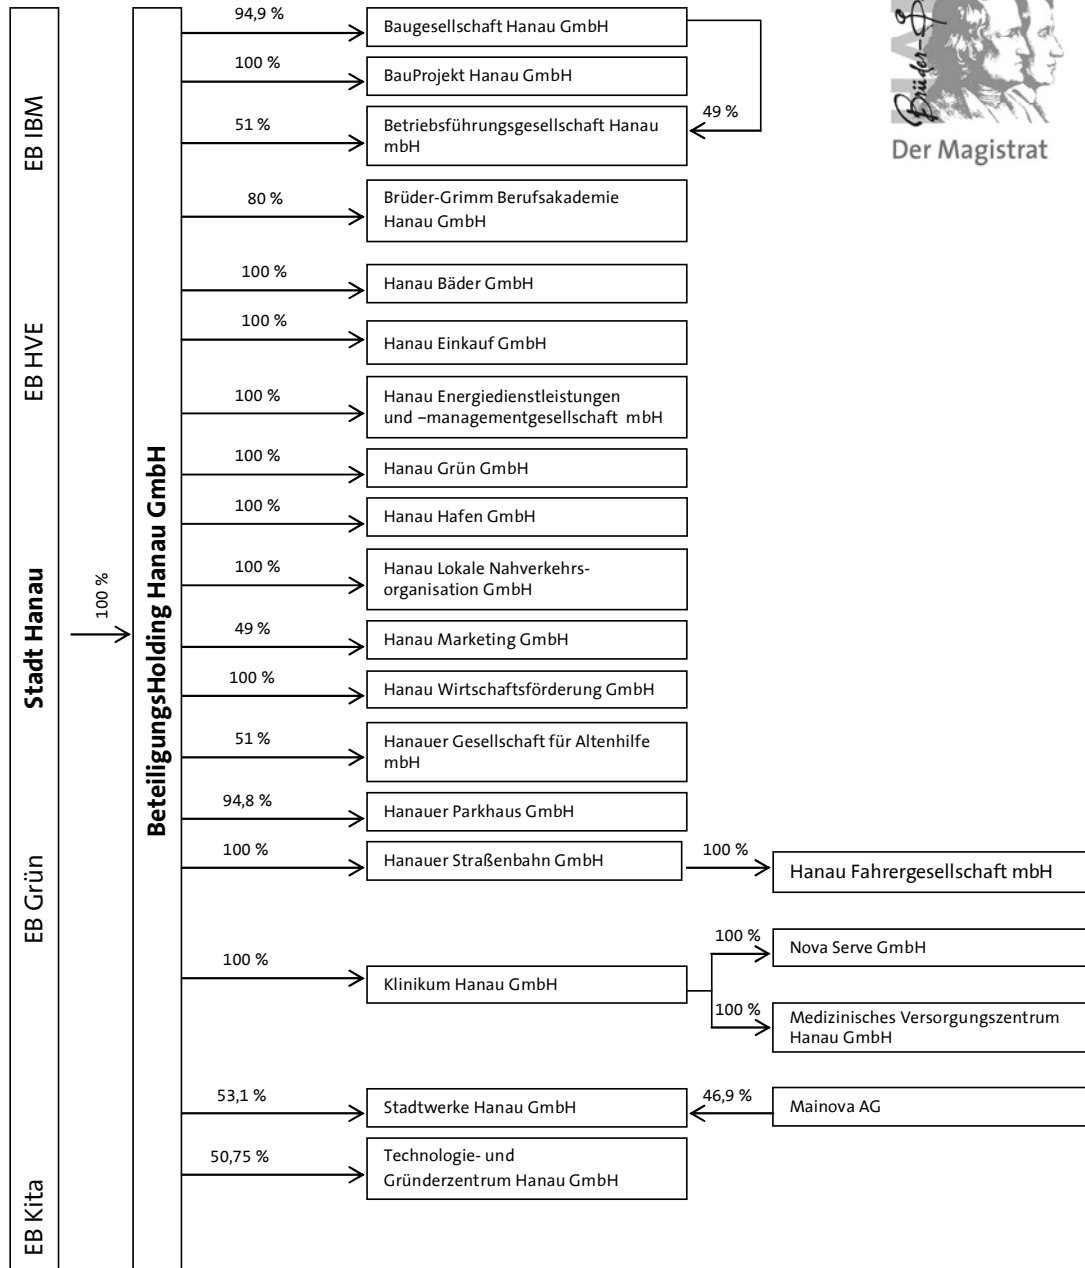 EB IBM
EB HVE
Stadt Hanau
EB Grün
EB Kita
100 %
BeteiligungsHolding Hanau GmbH
94,9 %
Baugesellschaft Hanau GmbH
100 %
BauProjekt Hanau GmbH
51 %
Betriebsführungsgesellschaft Hanau
mbH
49 %
80 %
Brüder-Grimm Berufsakademie
Hanau GmbH
100 %
Hanau Bäder GmbH
100 %
Hanau Einkauf GmbH
100 %
Hanau Energiedienstleistungen
und –managementgesellschaft mbH
100 %
Hanau Grün GmbH
100 %
Hanau Hafen GmbH
100 %
Hanau Lokale Nahverkehrs-
organisation GmbH
49 %
Hanau Marketing GmbH
100 %
Hanau Wirtschaftsförderung GmbH
51 %
Hanauer Gesellschaft für Altenhilfe
mbH
94,8 %
Hanauer Parkhaus GmbH
100 %
Hanauer Straßenbahn GmbH
100 %
Hanau Fahrergesellschaft mbH
100 %
Klinikum Hanau GmbH
100 %
Nova Serve GmbH
100 %
Medizinisches Versorgungszentrum
Hanau GmbH
53,1 %
Stadtwerke Hanau GmbH
46,9 %
Mainova AG
50,75 %
Technologie- und
Gründerzentrum Hanau GmbH
Brüder-G
Der Magistrat